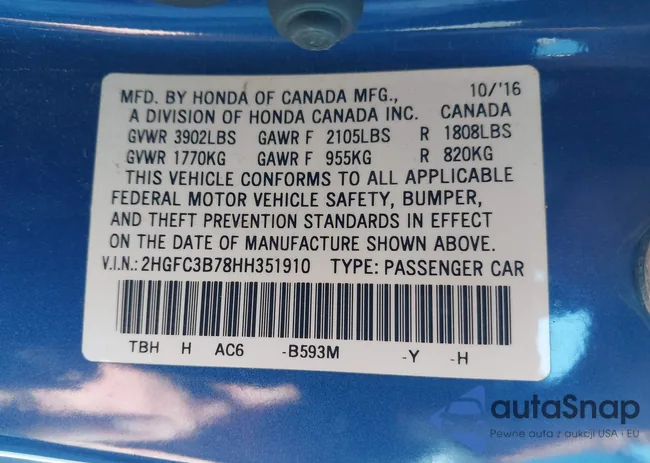 MFD. BY HONDA OF CANADA MFG., 10/'16
A DIVISION OF HONDA CANADA INC. CANADA
GVWR 3902LBS GAWR F 2105LBS R 1808LBS
GVWR 1770KG GAWR F 955KG R 820KG
THIS VEHICLE CONFORMS TO ALL APPLICABLE
FEDERAL MOTOR VEHICLE SAFETY, BUMPER,
AND THEFT PREVENTION STANDARDS IN EFFECT
ON THE DATE OF MANUFACTURE SHOWN ABOVE.
V.I.N.: 2HGFC3B78HH351910 TYPE: PASSENGER CAR
TBH H AC6 -B593M -Y -H
autaSnap
Pewne auta z aukcji USA i EU